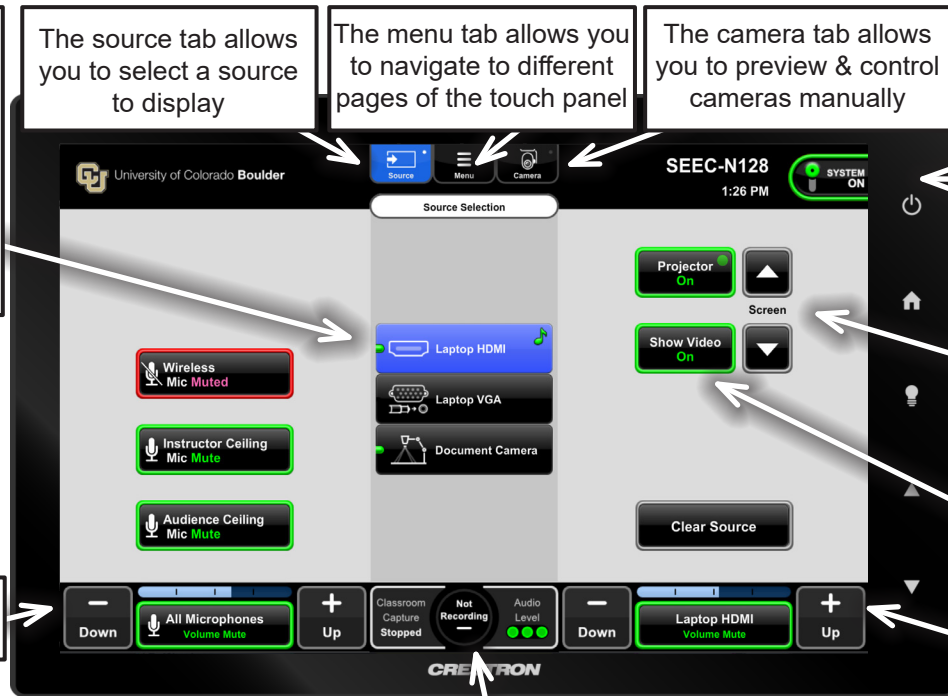 The source tab allows
you to select a source
to display
The menu tab allows you
to navigate to different
pages of the touch panel
The camera tab allows
you to preview & control
cameras manually
University of Colorado Boulder
Source
Menu
Camera
SEEC-N128
1:26 PM
SYSTEM
ON
Source Selection
Projector
On
Screen
Show Video
On
Laptop HDMI
Laptop VGA
Document Camera
Wireless
Mic Muted
Instructor Ceiling
Mic Mute
Audience Ceiling
Mic Mute
Clear Source
Down
All Microphones
Volume Mute
Up
Classroom
Capture
Stopped
Not
Recording
Audio
Level
Down
Laptop HDMI
Volume Mute
Up